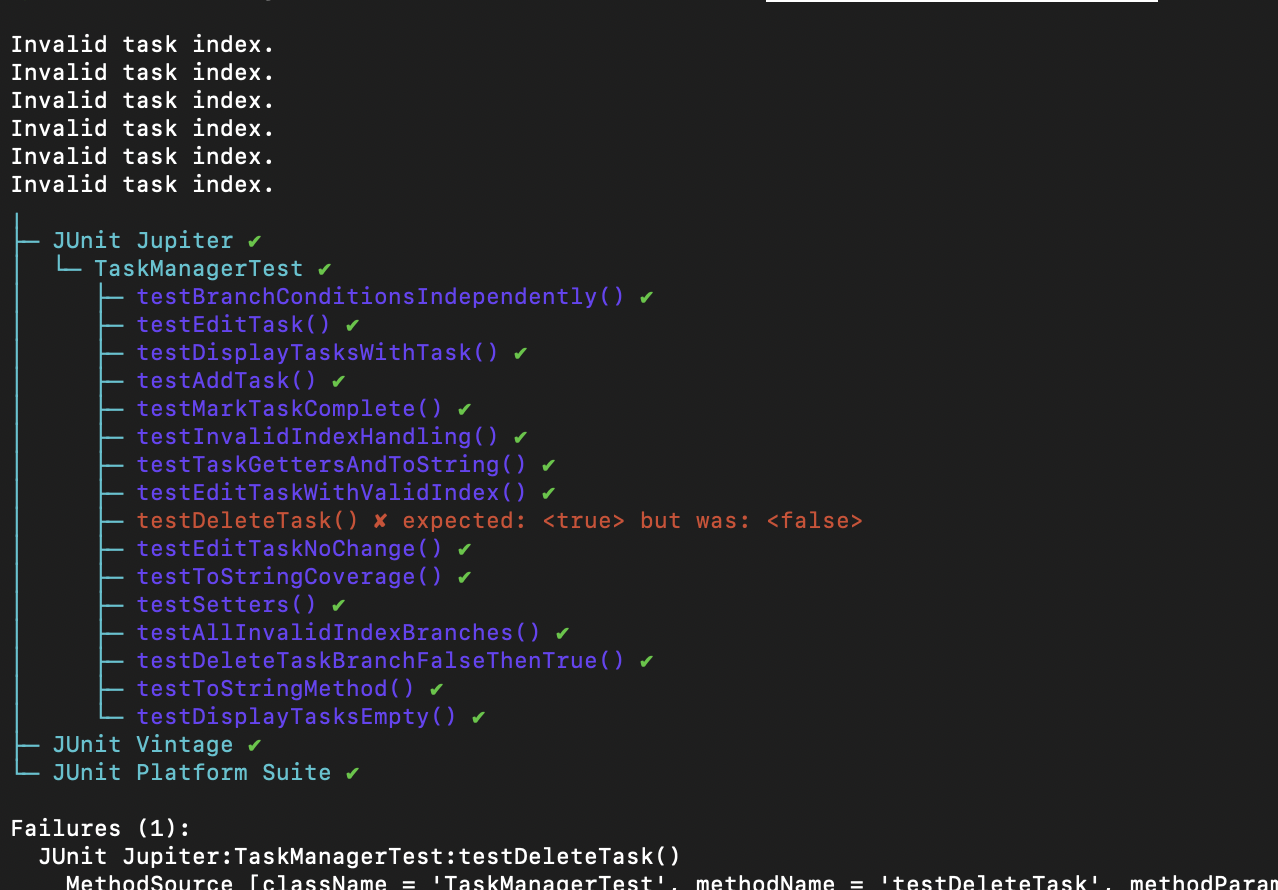 Invalid task index.
Invalid task index.
Invalid task index.
Invalid task index.
Invalid task index.
Invalid task index.
JUnit Jupiter ✔
TaskManagerTest ✔
testBranchConditionsIndependently() ✔
testEditTask() ✔
testDisplayTasksWithTask() ✔
testAddTask() ✔
testMarkTaskComplete() ✔
testInvalidIndexHandling() ✔
testTaskGettersAndToString() ✔
testEditTaskWithValidIndex() ✔
testDeleteTask() ✘ expected: <true> but was: <false>
testEditTaskNoChange() ✔
testToStringCoverage() ✔
testSetters() ✔
testAllInvalidIndexBranches() ✔
testDeleteTaskBranchFalseThenTrue() ✔
testToStringMethod() ✔
testDisplayTasksEmpty() ✔
JUnit Vintage ✔
JUnit Platform Suite ✔
Failures (1):
JUnit Jupiter:TaskManagerTest:testDeleteTask()
MethodSource [className = 'TaskManagerTest', methodName = 'testDeleteTask', methodParam